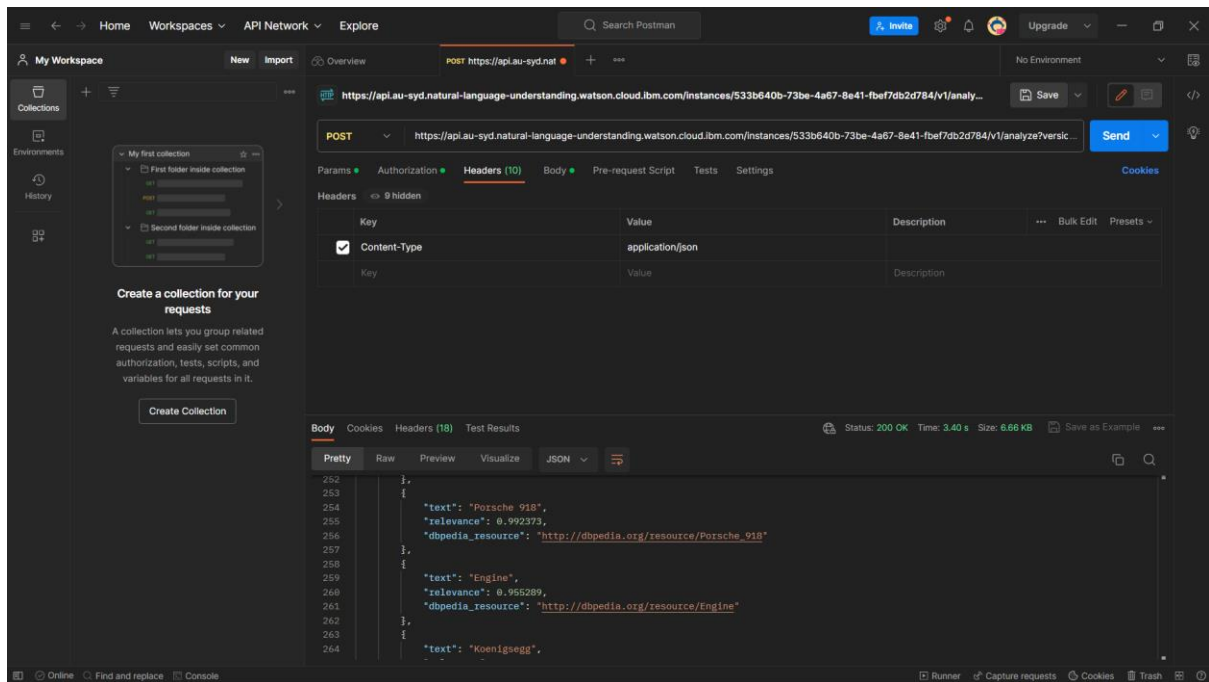 Home Workspaces API Network Explore Search Postman Invite Upgrade
My Workspace New Import Overview POST https://api.au-syd.nat No Environment
Collections
Environments
History
My first collection
First folder inside collection
GET
POST
GET
Second folder inside collection
GET
GET
Create a collection for your
requests
A collection lets you group related
requests and easily set common
authorization, tests, scripts, and
variables for all requests in it.
Create Collection
HTTP https://api.au-syd.natural-language-understanding.watson.cloud.ibm.com/instances/533b640b-73be-4a67-8e41-fbef7db2d784/v1/analy... Save
POST https://api.au-syd.natural-language-understanding.watson.cloud.ibm.com/instances/533b640b-73be-4a67-8e41-fbef7db2d784/v1/analyze?versic... Send
Params Authorization Headers (10) Body Pre-request Script Tests Settings Cookies
Headers 9 hidden
Key Value Description Bulk Edit Presets
Content-Type application/json
Key Value Description
Body Cookies Headers (18) Test Results Status: 200 OK Time: 3.40 s Size: 6.66 KB Save as Example
Pretty Raw Preview Visualize JSON
252 },
253 {
254 "text": "Porsche 918",
255 "relevance": 0.992373,
256 "dbpedia_resource": "http://dbpedia.org/resource/Porsche_918"
257 },
258 {
259 "text": "Engine",
260 "relevance": 0.955289,
261 "dbpedia_resource": "http://dbpedia.org/resource/Engine"
262 },
263 {
264 "text": "Koenigsegg",
Online Find and replace Console Runner Capture requests Cookies Trash